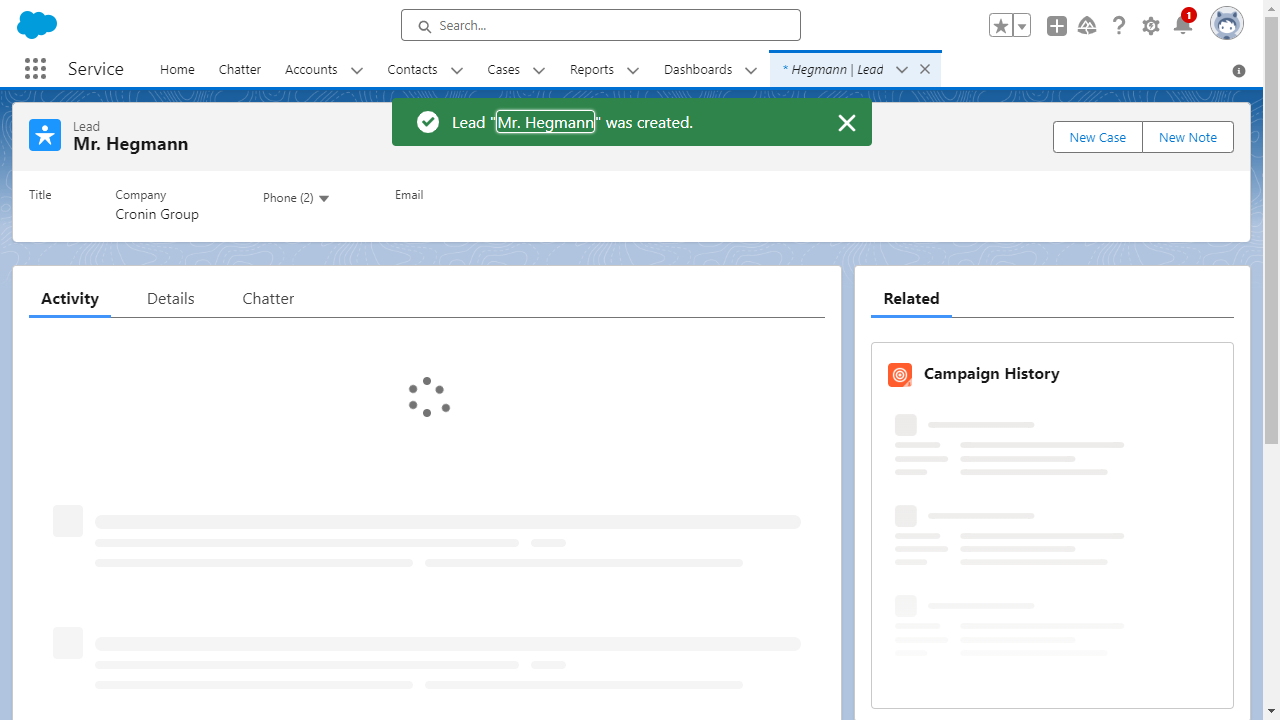 Search...
1
Service
Home
Chatter
Accounts
Contacts
Cases
Reports
Dashboards
* Hegmann | Lead
Lead "Mr. Hegmann" was created.
Lead
Mr. Hegmann
New Case
New Note
Title
Company
Phone (2)
Email
Cronin Group
Activity
Details
Chatter
Related
Campaign History